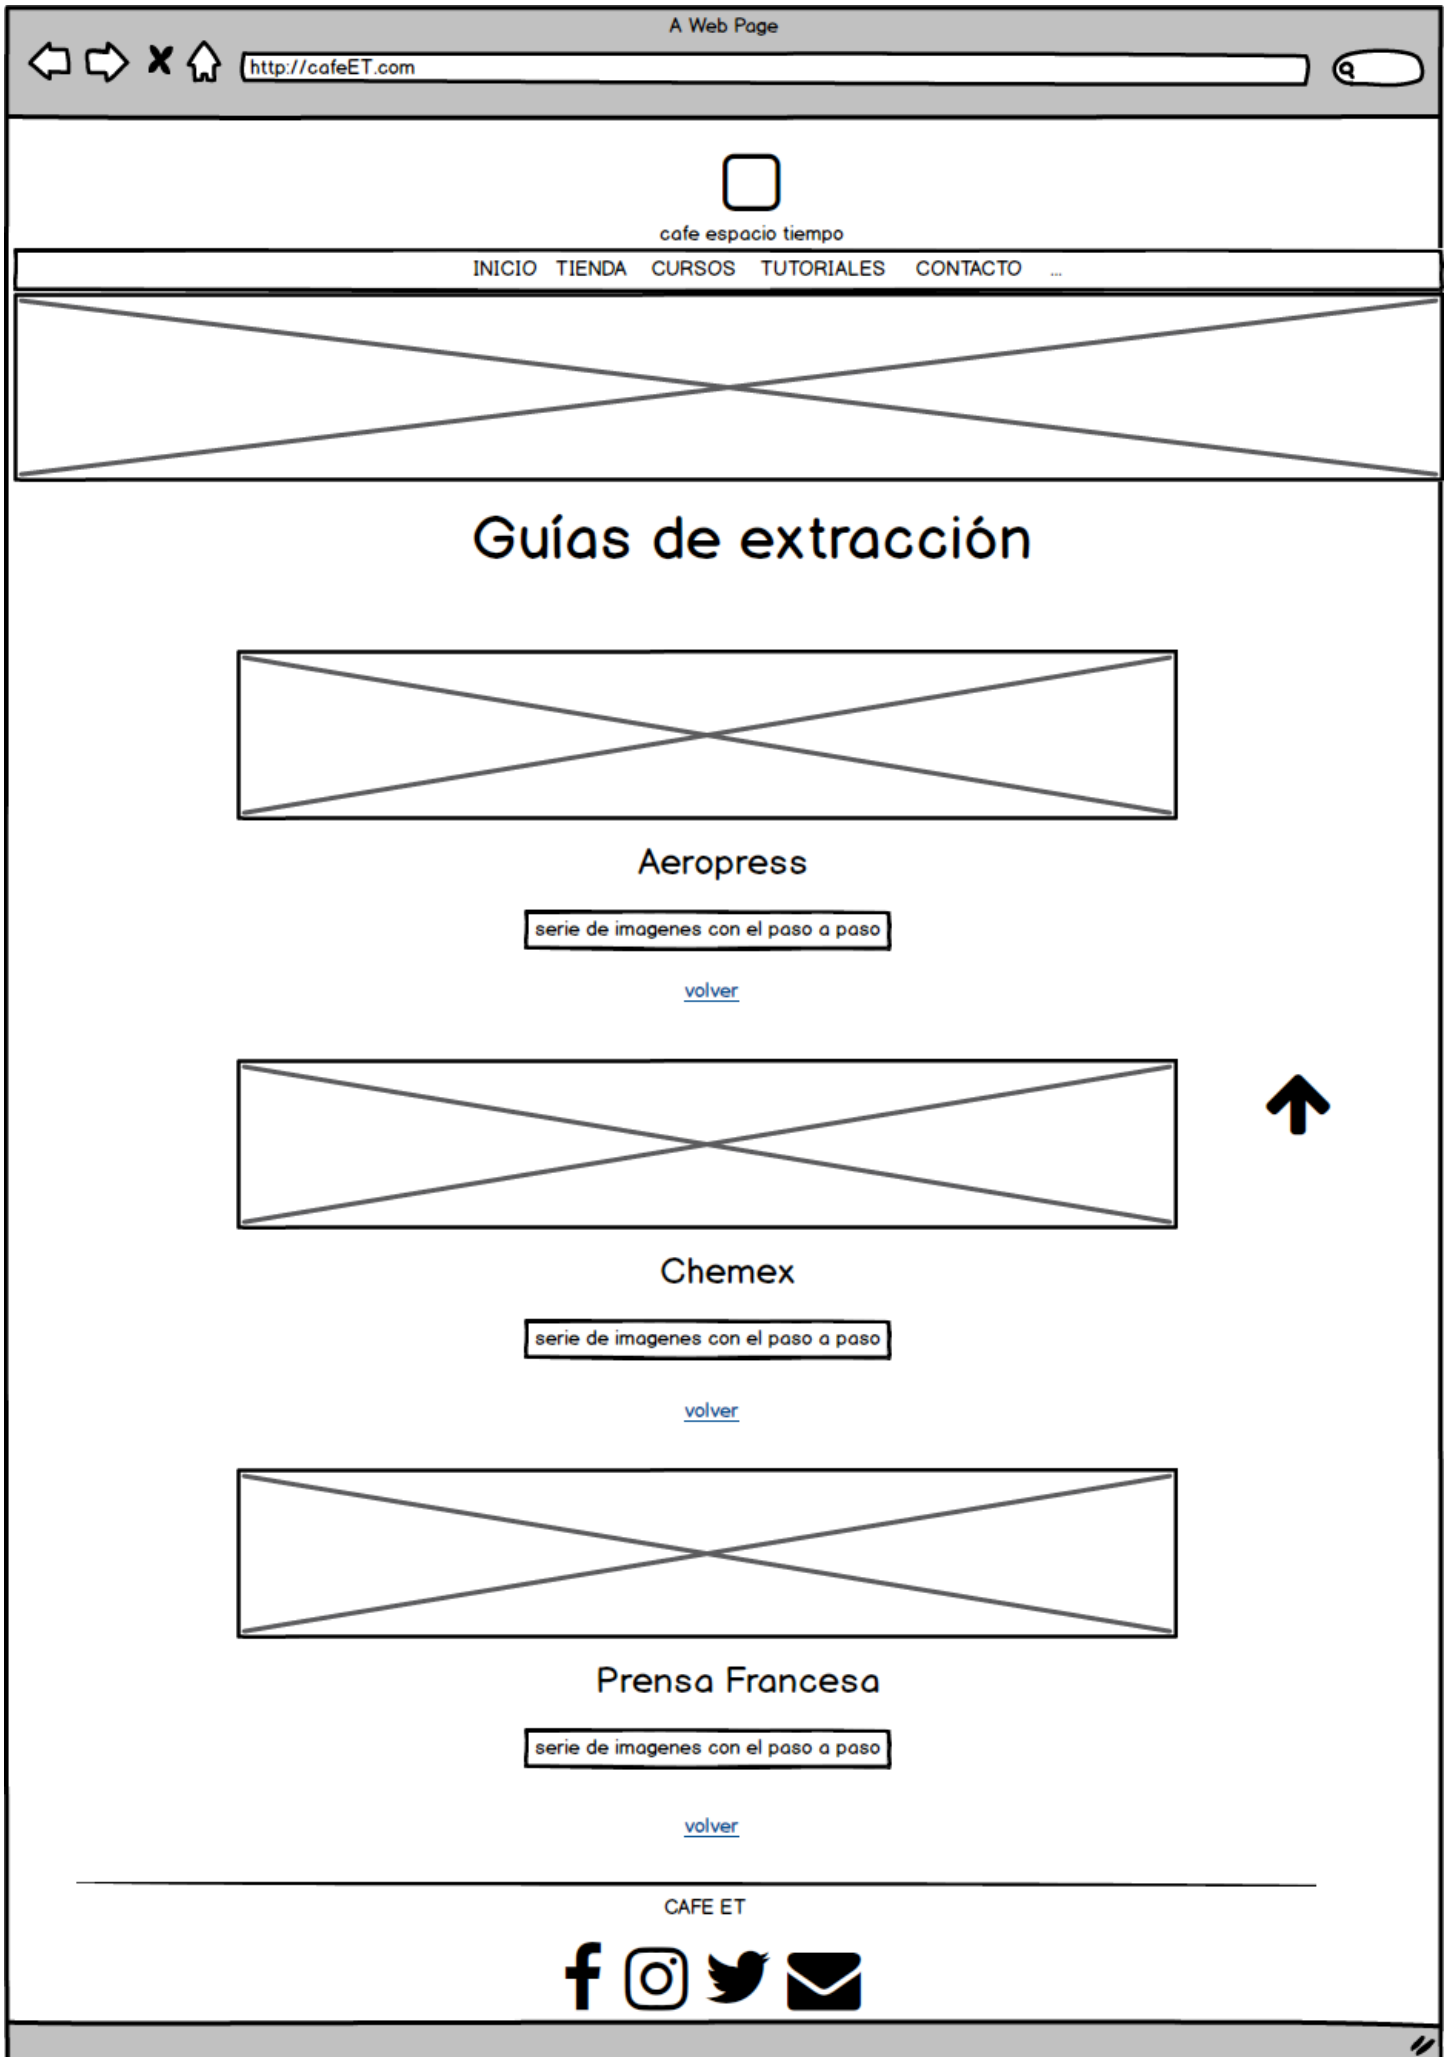 A Web Page
http://cafeET.com
cafe espacio tiempo
INICIO TIENDA CURSOS TUTORIALES CONTACTO ...
Guías de extracción
Aeropress
serie de imagenes con el paso a paso
volver
Chemex
serie de imagenes con el paso a paso
volver
Prensa Francesa
serie de imagenes con el paso a paso
volver
CAFE ET